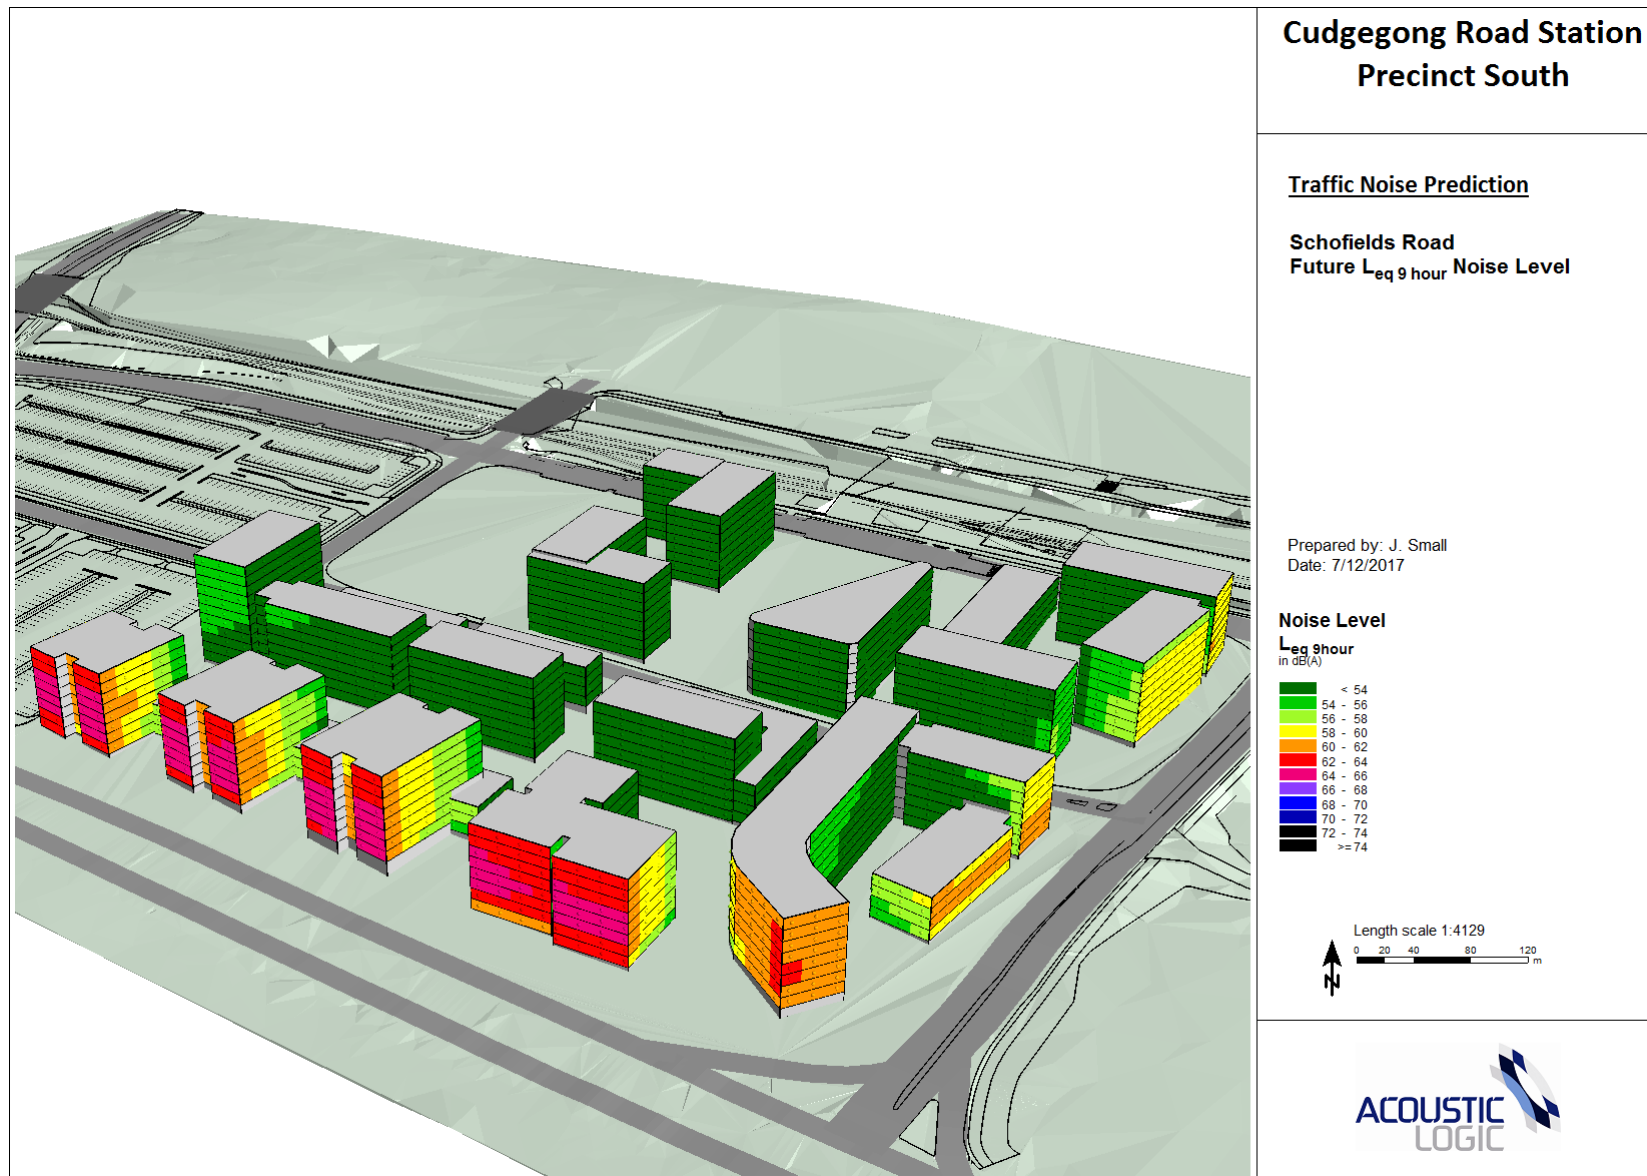 Cudgegong Road Station
Precinct South
Traffic Noise Prediction
Schofields Road
Future Leq 9 hour Noise Level
Prepared by: J. Small
Date: 7/12/2017
Noise Level
Leq 9hour
in dB(A)
< 54
54 - 56
56 - 58
58 - 60
60 - 62
62 - 64
64 - 66
66 - 68
68 - 70
70 - 72
72 - 74
>= 74
Length scale 1:4129
0 20 40 80 120
m
N
ACOUSTIC
LOGIC